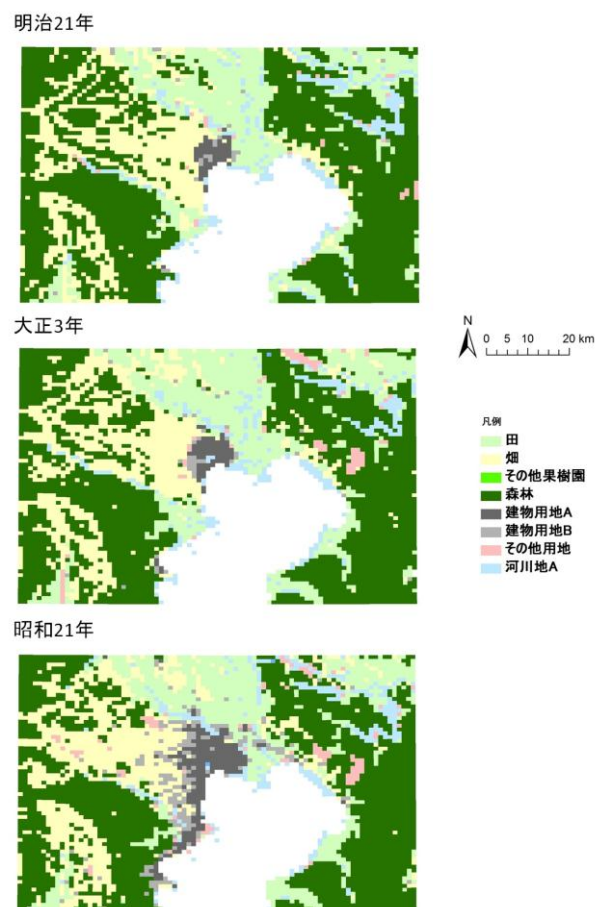 明治21年
大正3年
N
0 5 10 20 km
凡例
田
畑
その他果樹園
森林
建物用地A
建物用地B
その他用地
河川地A
昭和21年